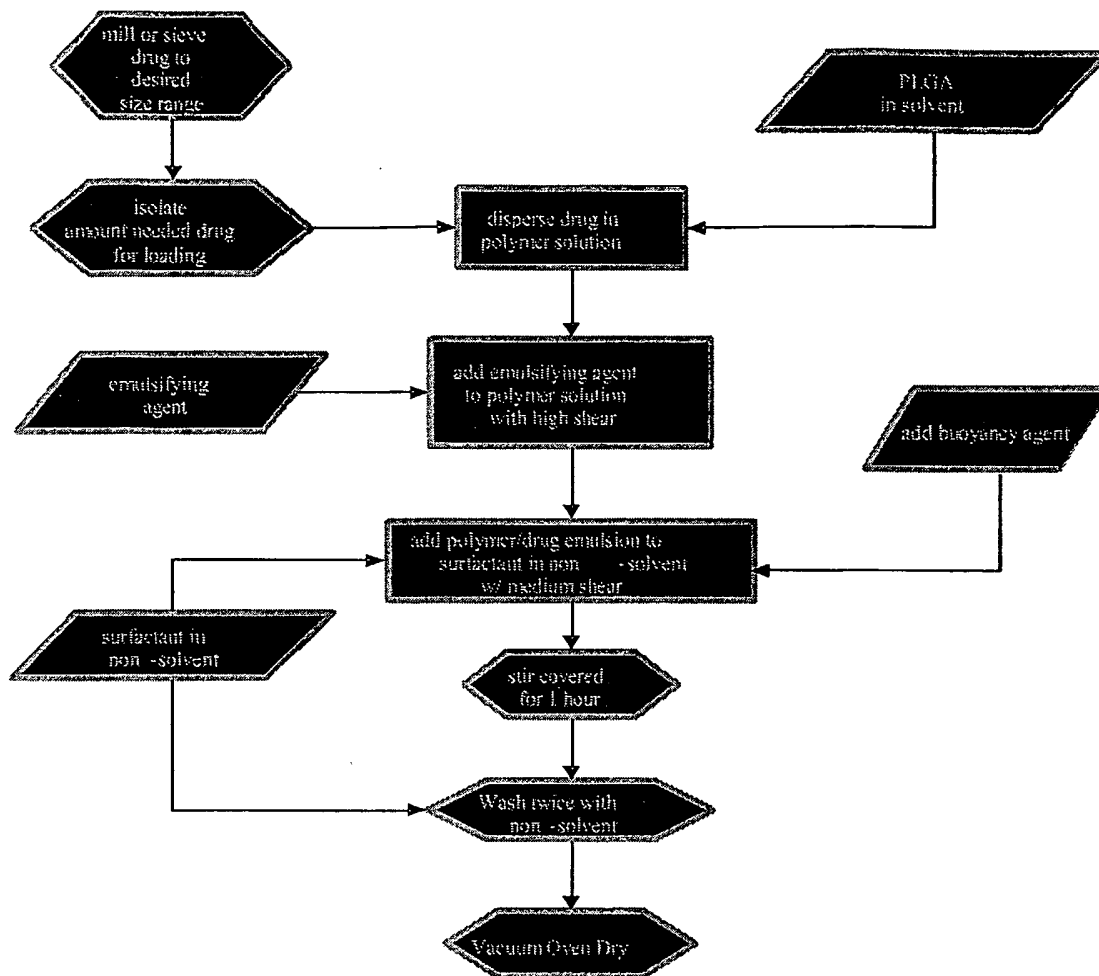 mill or sieve
drug to
desired
size range
PLGA
in solvent
isolate
amount needed drug
for loading
disperse drug in
polymer solution
emulsifying
agent
add emulsifying agent
to polymer solution
with high shear
add buoyancy agent
add polymer/drug emulsion to
surfactant in non -solvent
w/ medium shear
surfactant in
non -solvent
stir covered
for 1 hour
Wash twice with
non -solvent
Vacuum Oven Dry